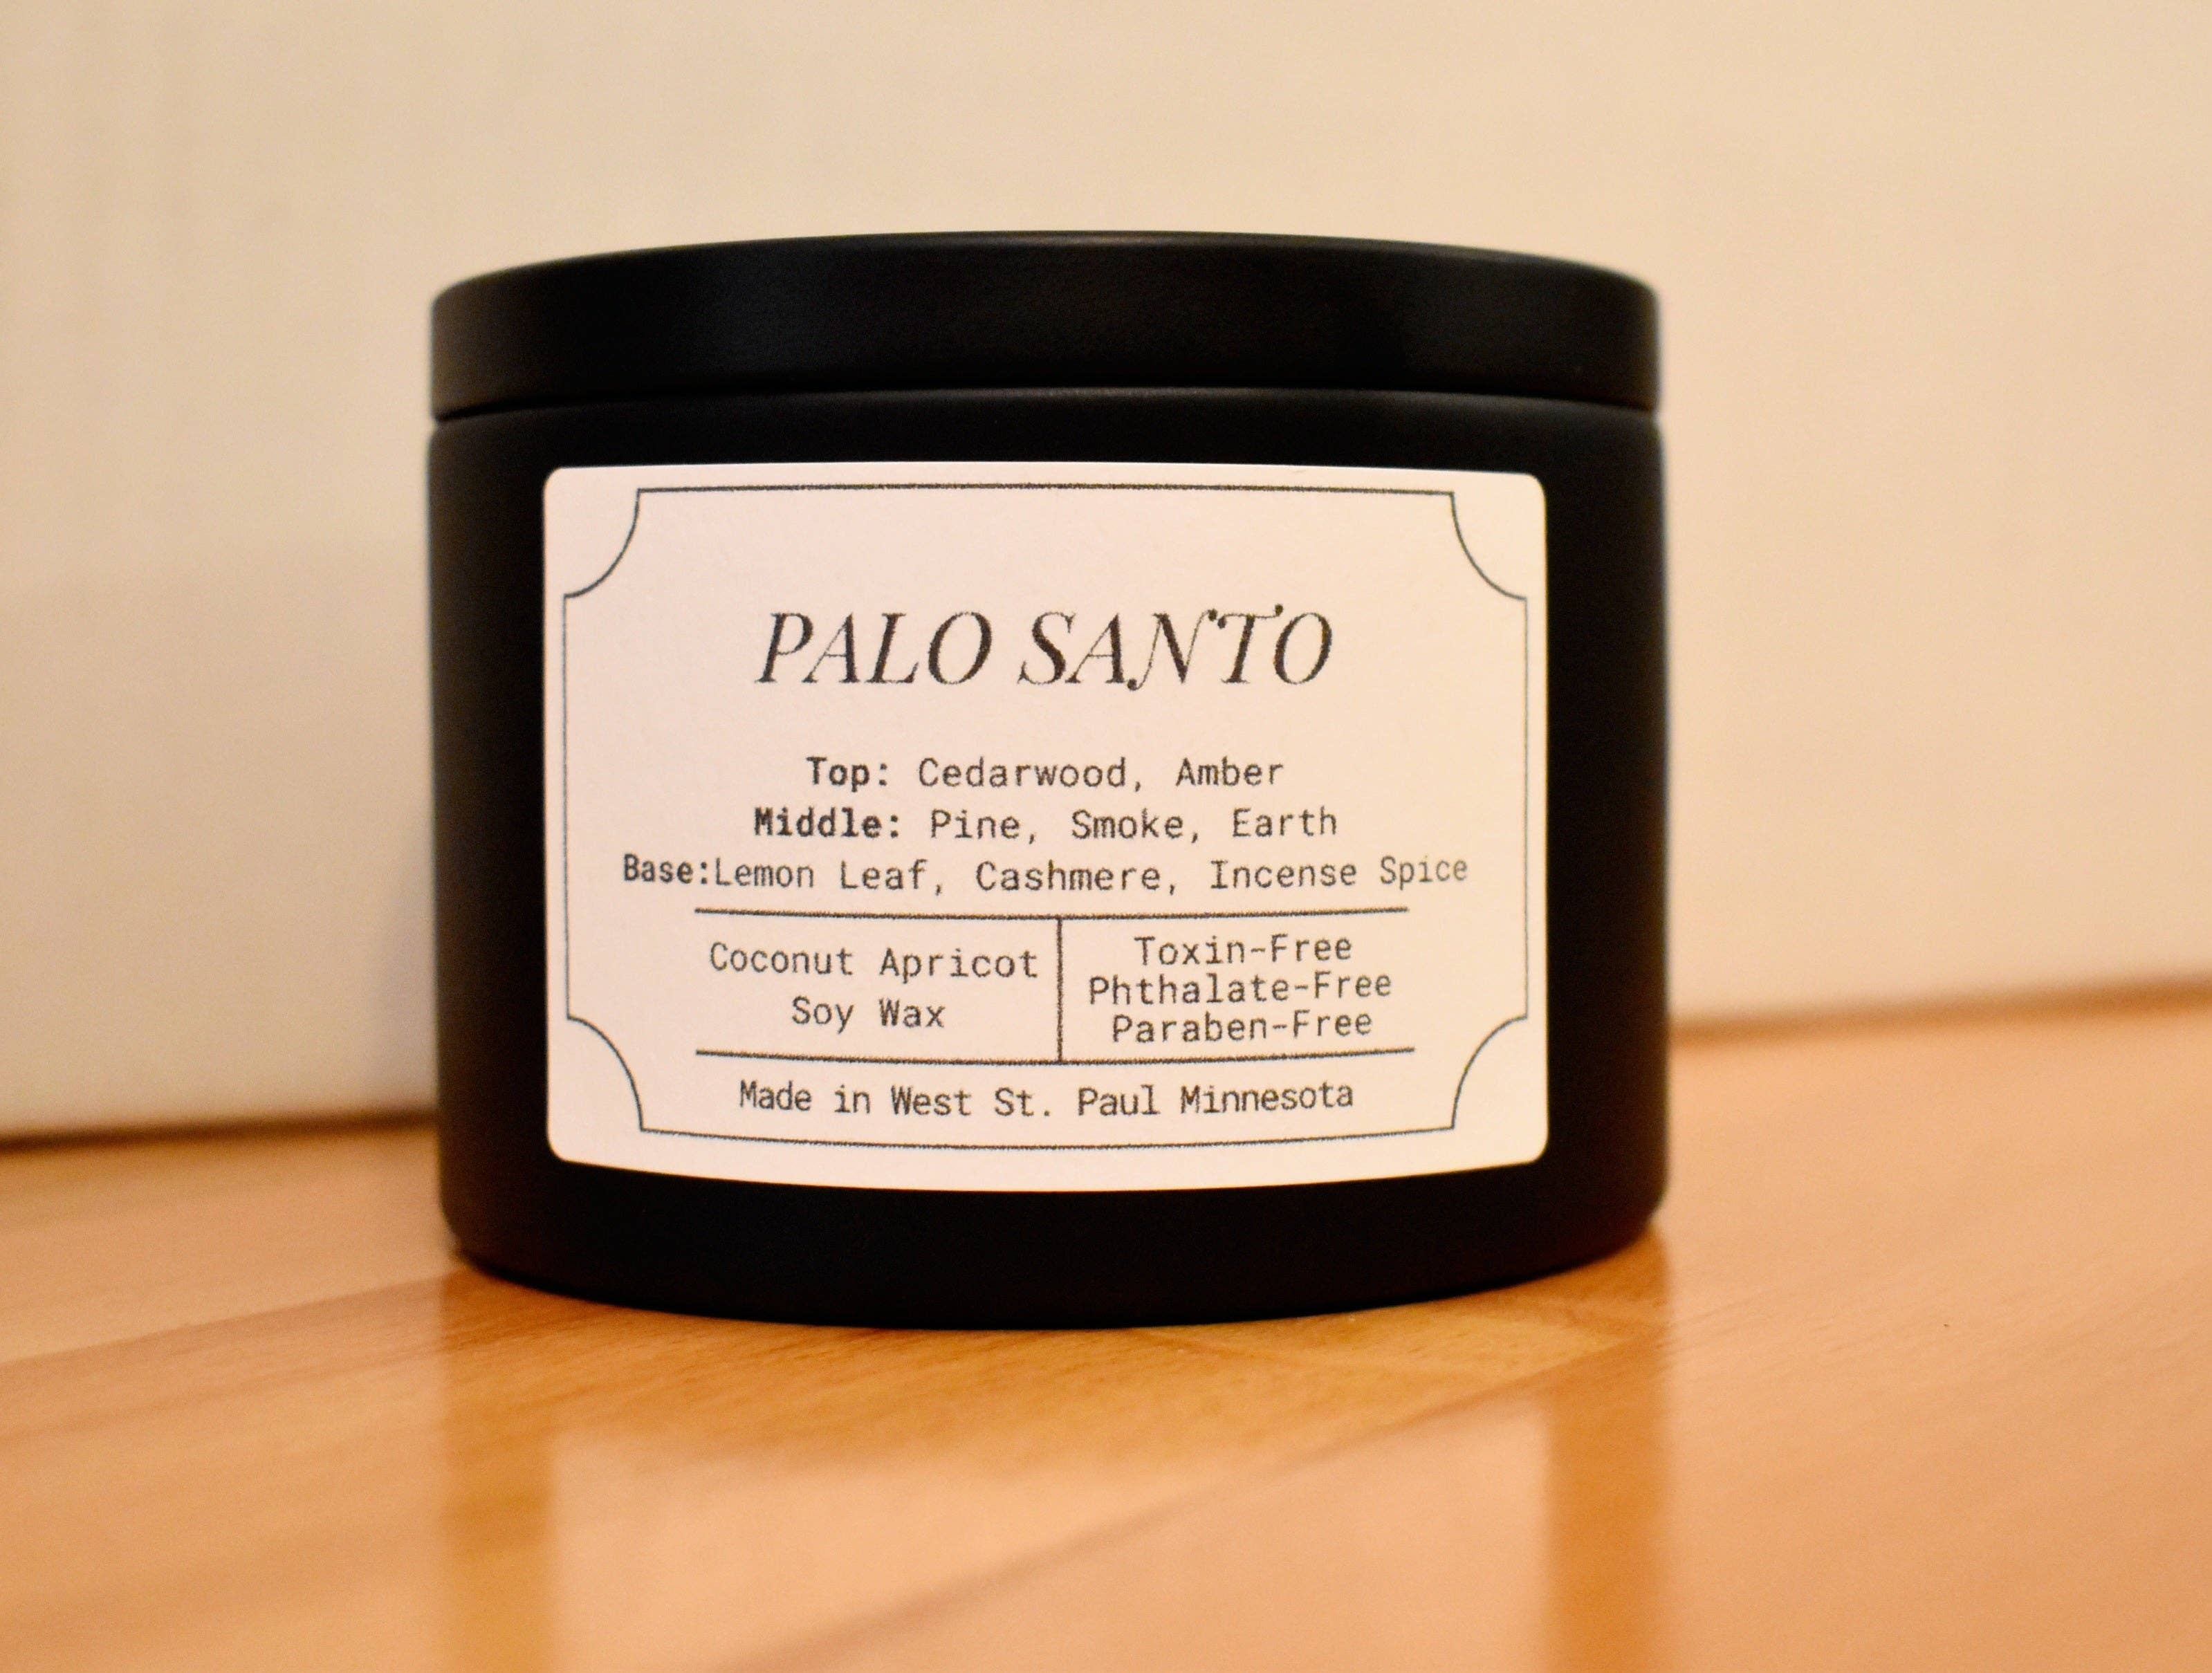 PALO SANTO
Top: Cedarwood, Amber
Middle: Pine, Smoke, Earth
Base:Lemon Leaf, Cashmere, Incense Spice
Coconut Apricot
Soy Wax
Toxin-Free
Phthalate-Free
Paraben-Free
Made in West St. Paul Minnesota